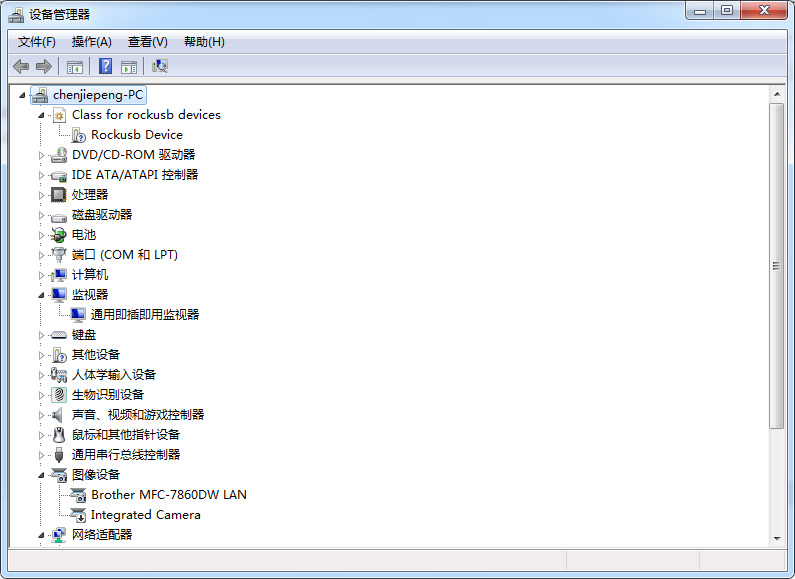 设备管理器
文件(F) 操作(A) 查看(V) 帮助(H)
chenjiepeng-PC
Class for rockusb devices
Rockusb Device
DVD/CD-ROM 驱动器
IDE ATA/ATAPI 控制器
处理器
磁盘驱动器
电池
端口 (COM 和 LPT)
计算机
监视器
通用即插即用监视器
键盘
其他设备
人体学输入设备
生物识别设备
声音、视频和游戏控制器
鼠标和其他指针设备
通用串行总线控制器
图像设备
Brother MFC-7860DW LAN
Integrated Camera
网络适配器